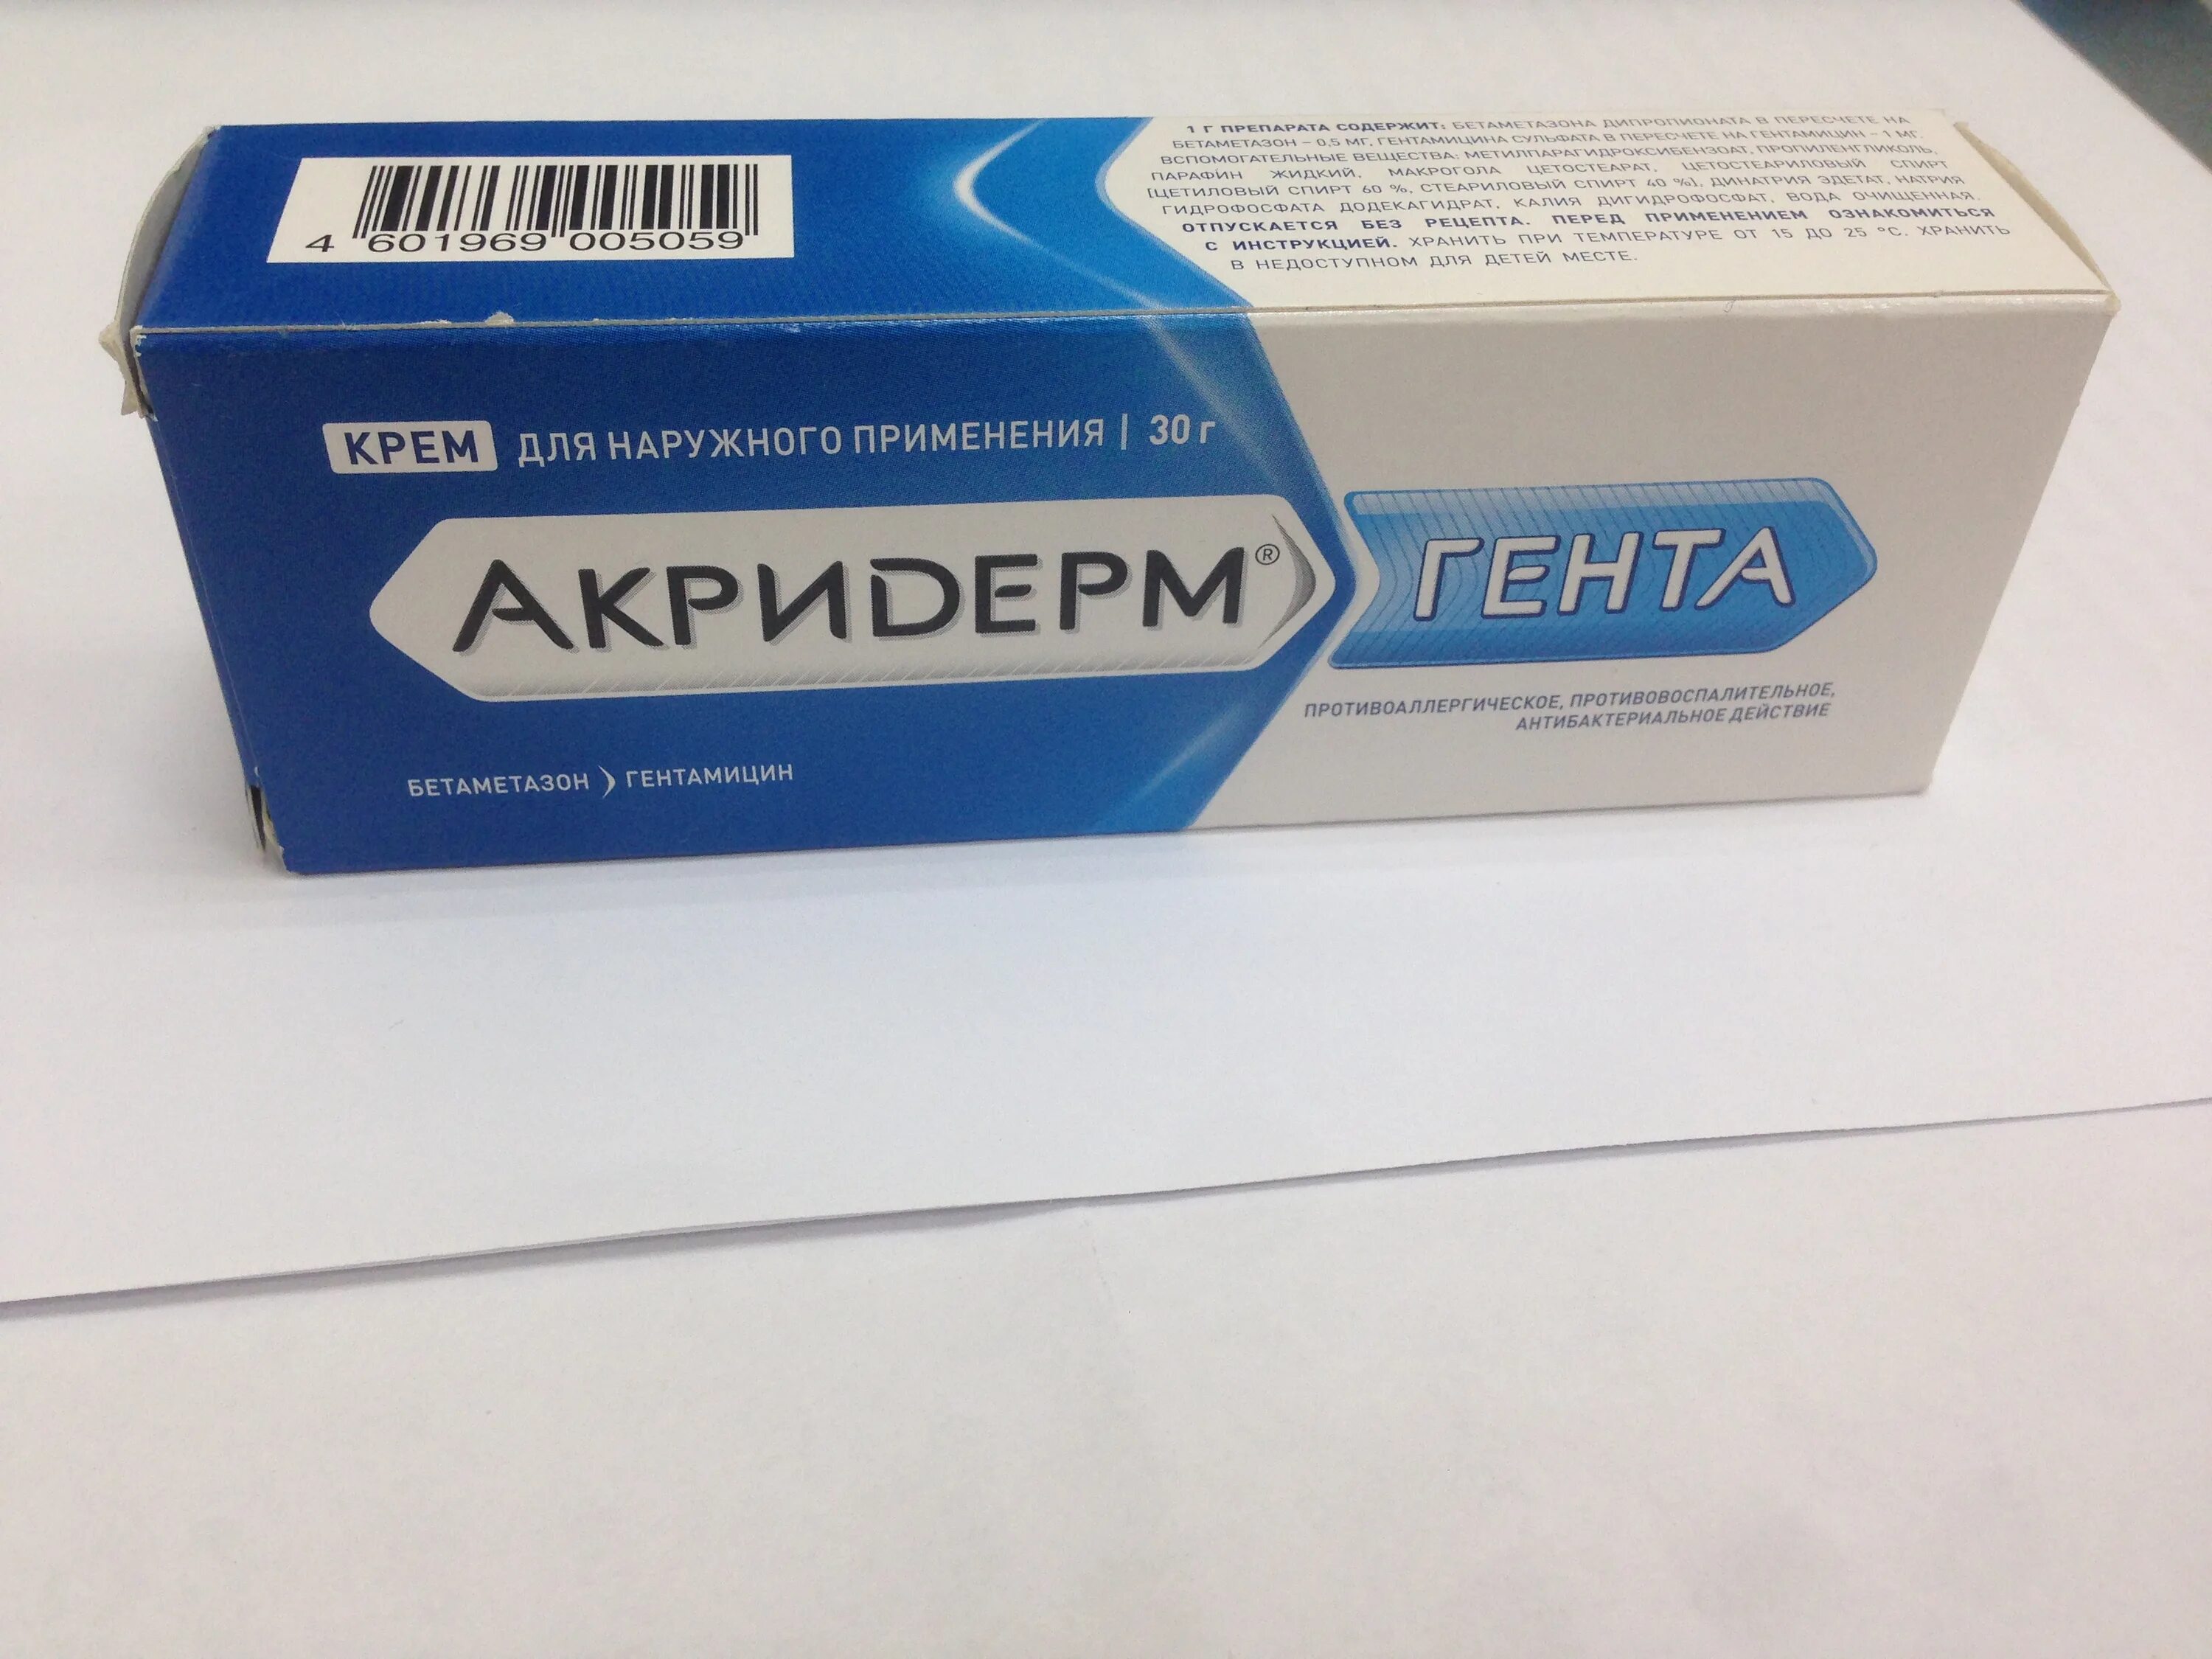 1 Г ПРЕПАРАТА СОДЕРЖИТ: БЕТАМЕТАЗОНА ДИПРОПИОНАТА В ПЕРЕСЧЕТЕ НА
БЕТАМЕТАЗОН – 0,5 МГ, ГЕНТАМИЦИНА СУЛЬФАТА В ПЕРЕСЧЕТЕ НА ГЕНТАМИЦИН – 1 МГ.
ВСПОМОГАТЕЛЬНЫЕ ВЕЩЕСТВА: МЕТИЛПАРАГИДРОКСИБЕНЗОАТ, ПРОПИЛЕНГЛИКОЛЬ,
ПАРАФИН ЖИДКИЙ, МАКРОГОЛА ЦЕТОСТЕАРАТ, ЦЕТОСТЕАРИЛОВЫЙ СПИРТ
[ЦЕТИЛОВЫЙ СПИРТ 60 %, СТЕАРИЛОВЫЙ СПИРТ 40 %], ДИНАТРИЯ ЭДЕТАТ, НАТРИЯ
ГИДРОФОСФАТА ДОДЕКАГИДРАТ, КАЛИЯ ДИГИДРОФОСФАТ, ВОДА ОЧИЩЕННАЯ.
ОТПУСКАЕТСЯ БЕЗ РЕЦЕПТА. ПЕРЕД ПРИМЕНЕНИЕМ ОЗНАКОМИТЬСЯ
С ИНСТРУКЦИЕЙ. ХРАНИТЬ ПРИ ТЕМПЕРАТУРЕ ОТ 15 ДО 25 °С. ХРАНИТЬ
В НЕДОСТУПНОМ ДЛЯ ДЕТЕЙ МЕСТЕ.
4 601969 005059
КРЕМ ДЛЯ НАРУЖНОГО ПРИМЕНЕНИЯ | 30 г
АКРИДЕРМ® ГЕНТА
ПРОТИВОАЛЛЕРГИЧЕСКОЕ, ПРОТИВОВОСПАЛИТЕЛЬНОЕ,
АНТИБАКТЕРИАЛЬНОЕ ДЕЙСТВИЕ
БЕТАМЕТАЗОН ГЕНТАМИЦИН